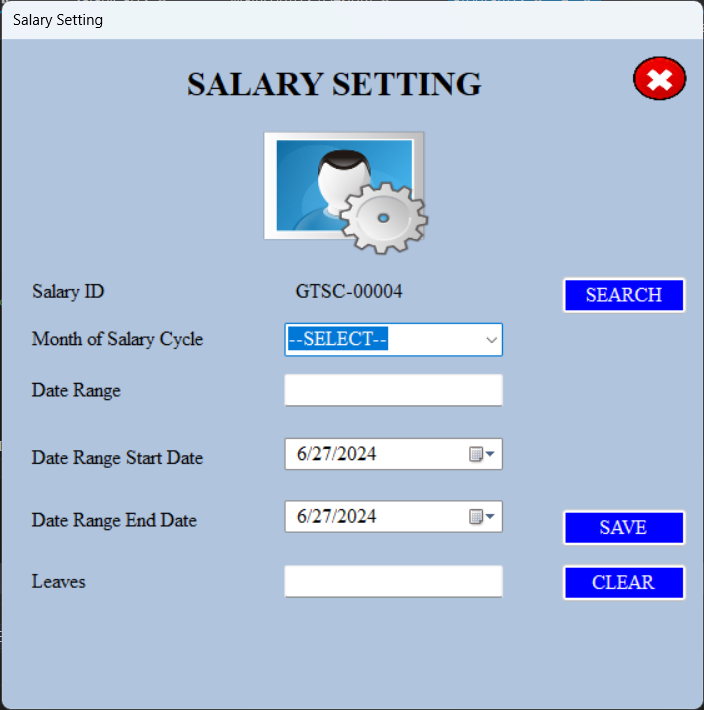 Salary Setting
SALARY SETTING
Salary ID
GTSC-00004
SEARCH
Month of Salary Cycle
--SELECT--
Date Range
Date Range Start Date
6/27/2024
Date Range End Date
6/27/2024
SAVE
Leaves
CLEAR